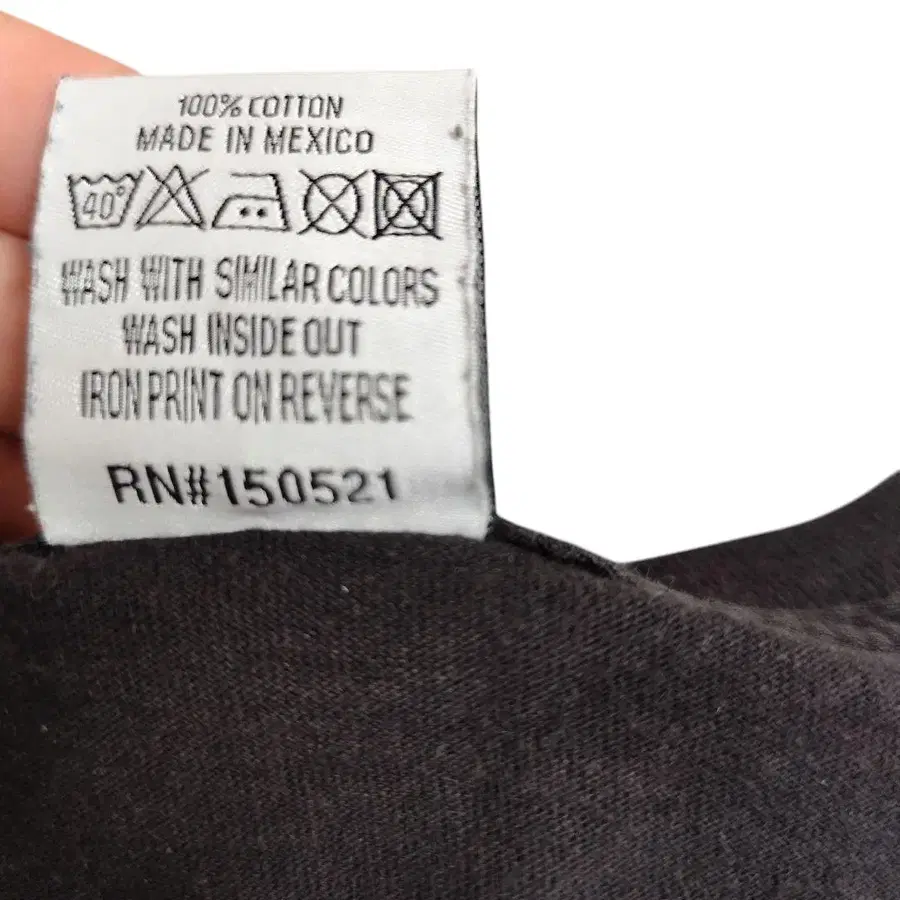 100% COTTON
MADE IN MEXICO
40°
WASH WITH SIMILAR COLORS
WASH INSIDE OUT
IRON PRINT ON REVERSE
RN#150521